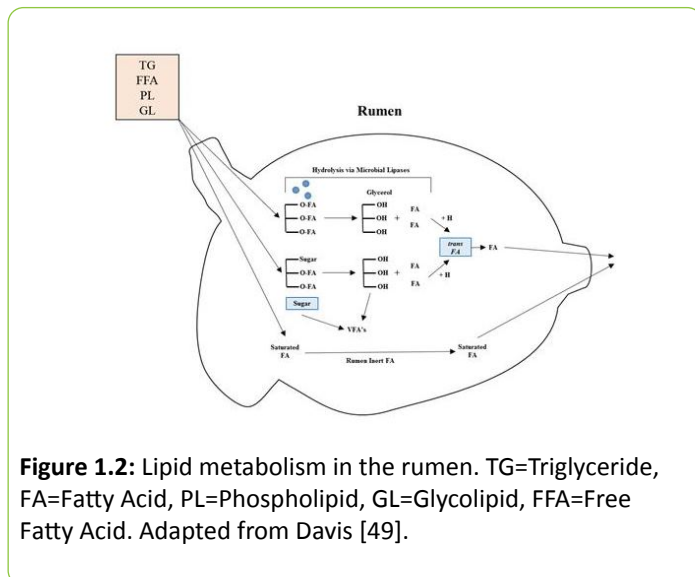 TG
FFA
PL
GL
Rumen
Hydrolysis via Microbial Lipases
Glycerol
O-FA OH FA
O-FA OH + FA + H
O-FA OH
trans FA
FA
Sugar OH FA
O-FA OH + FA + H
O-FA OH
Sugar
VFA's
Saturated FA
Rumen Inert FA
Saturated FA
Figure 1.2: Lipid metabolism in the rumen. TG=Triglyceride,
FA=Fatty Acid, PL=Phospholipid, GL=Glycolipid, FFA=Free
Fatty Acid. Adapted from Davis [49].